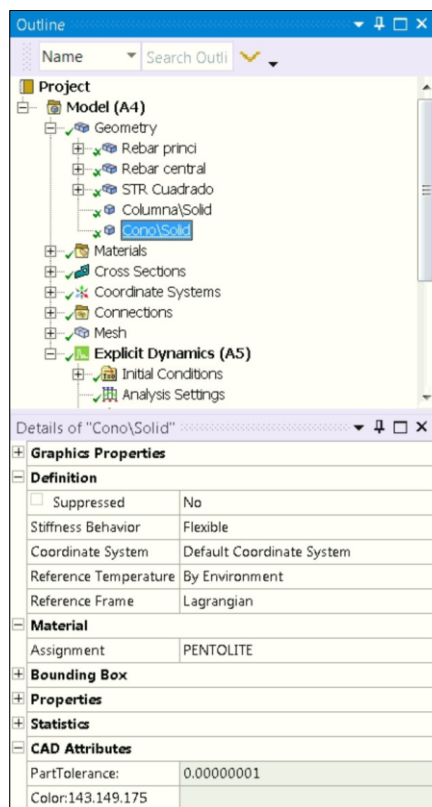 Outline
Name Search Outli
Project
Model (A4)
Geometry
Rebar princi
Rebar central
STR Cuadrado
Columna\Solid
Cono\Solid
Materials
Cross Sections
Coordinate Systems
Connections
Mesh
Explicit Dynamics (A5)
Initial Conditions
Analysis Settings
Details of "Cono\Solid"
Graphics Properties
Definition
Suppressed No
Stiffness Behavior Flexible
Coordinate System Default Coordinate System
Reference Temperature By Environment
Reference Frame Lagrangian
Material
Assignment PENTOLITE
Bounding Box
Properties
Statistics
CAD Attributes
PartTolerance: 0.00000001
Color:143.149.175